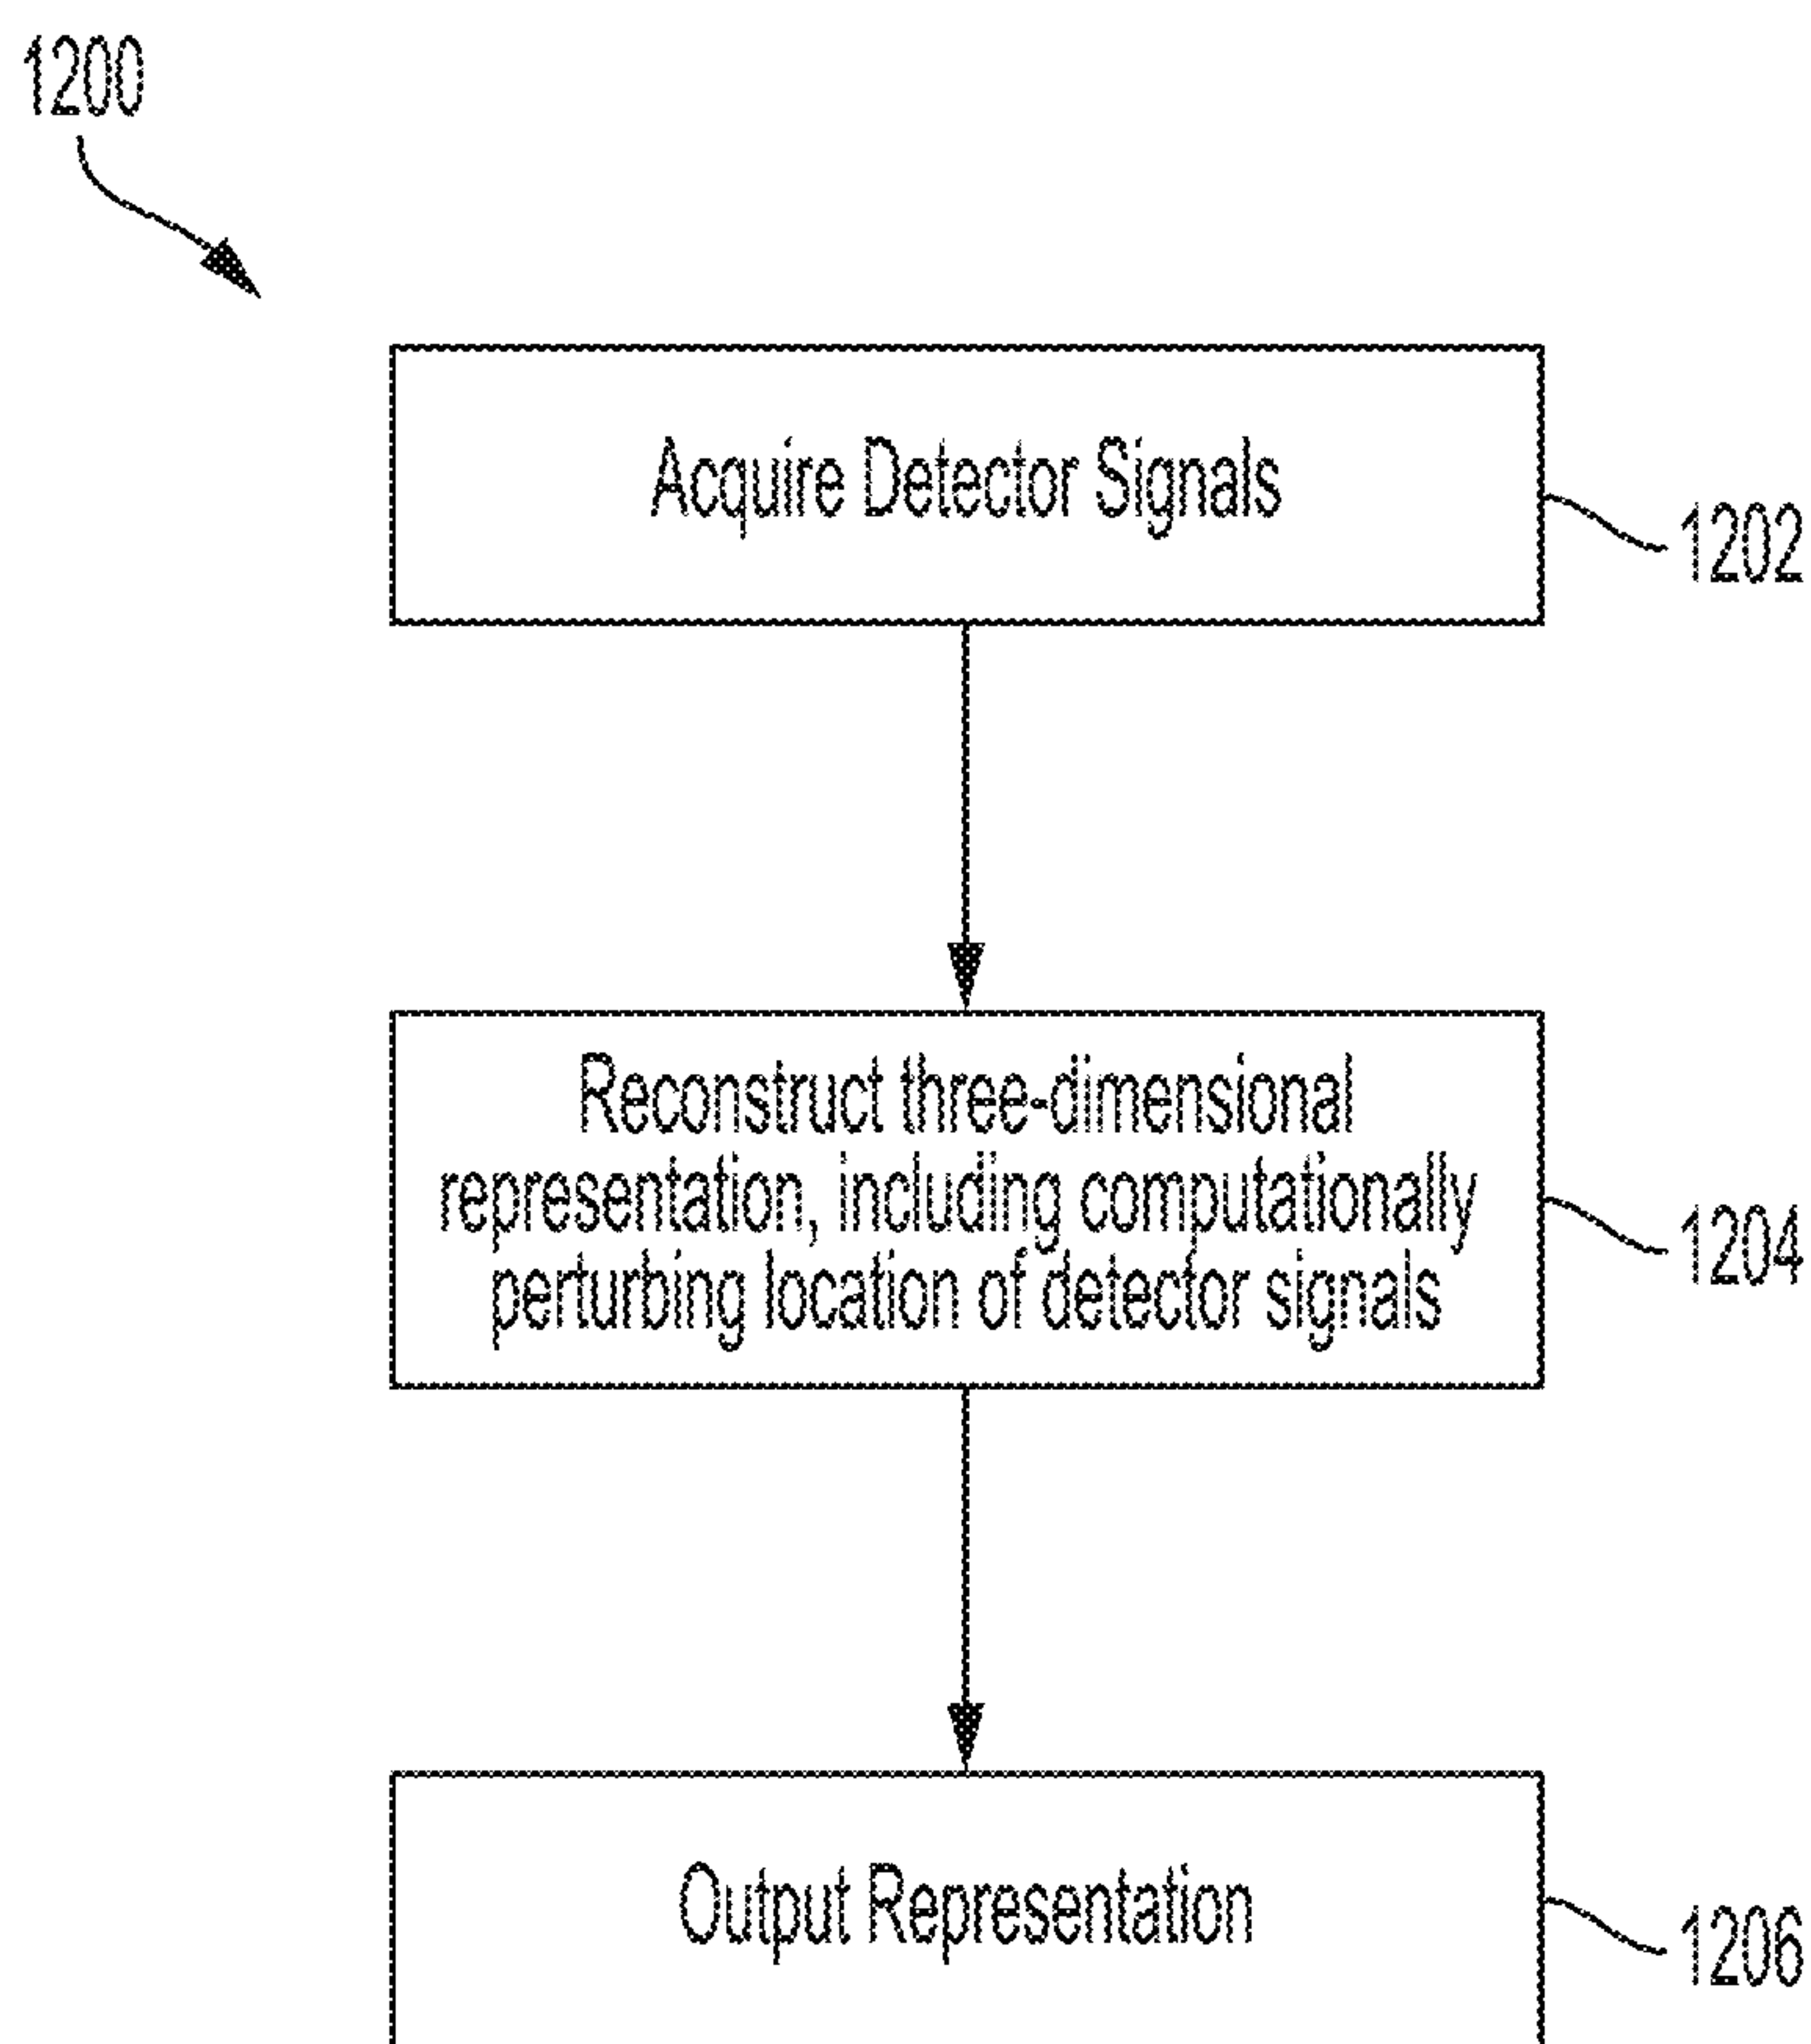 1200
Acquire Detector Signals
1202
Reconstruct three-dimensional
representation, including computationally
perturbing location of detector signals
1204
Output Representation
1206